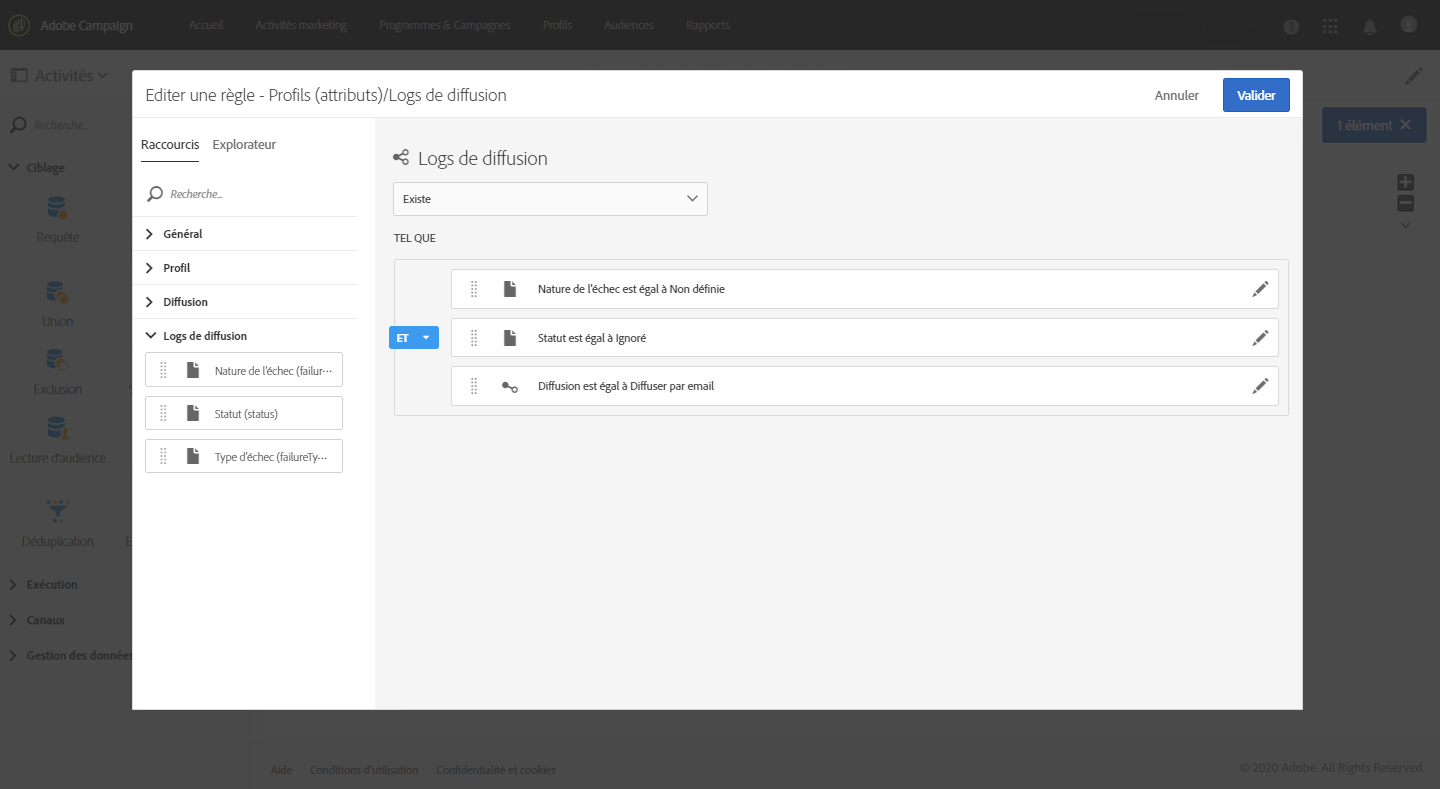 Adobe Campaign
Accueil
Activités marketing
Programmes & Campagnes
Profils
Audiences
Rapports
Activités
Recherche...
1 élément
Ciblage
Requête
Union
Exclusion
Lecture d'audience
Déduplication
Exécution
Canaux
Gestion des données
Editer une règle - Profils (attributs)/Logs de diffusion
Annuler
Valider
Raccourcis
Explorateur
Recherche...
Général
Profil
Diffusion
Logs de diffusion
Nature de l'échec (failur···
Statut (status)
Type d'échec (failureTy···
Logs de diffusion
Existe
TEL QUE
ET
Nature de l'échec est égal à Non définie
Statut est égal à Ignoré
Diffusion est égal à Diffuser par email
Aide
Conditions d'utilisation
Confidentialité et cookies
© 2020 Adobe. All Rights Reserved.